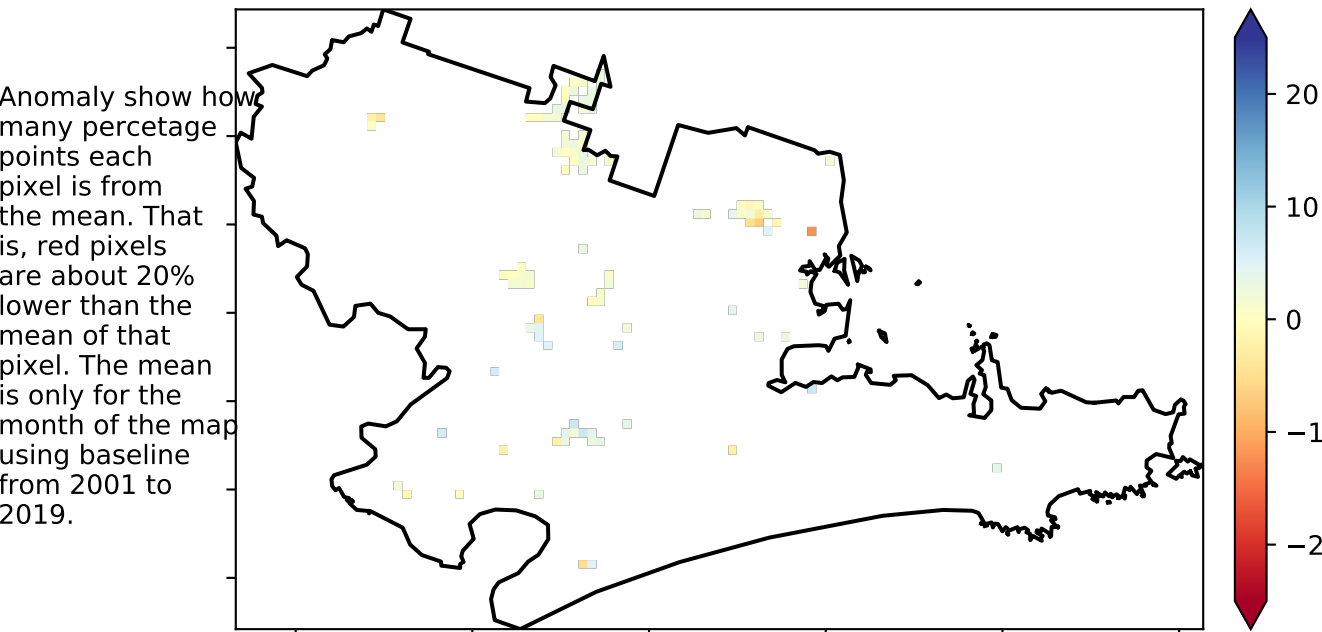 Anomaly show how
many percetage
points each
pixel is from
the mean. That
is, red pixels
are about 20%
lower than the
mean of that
pixel. The mean
is only for the
month of the map
using baseline
from 2001 to
2019.
20
10
0
−1
−2